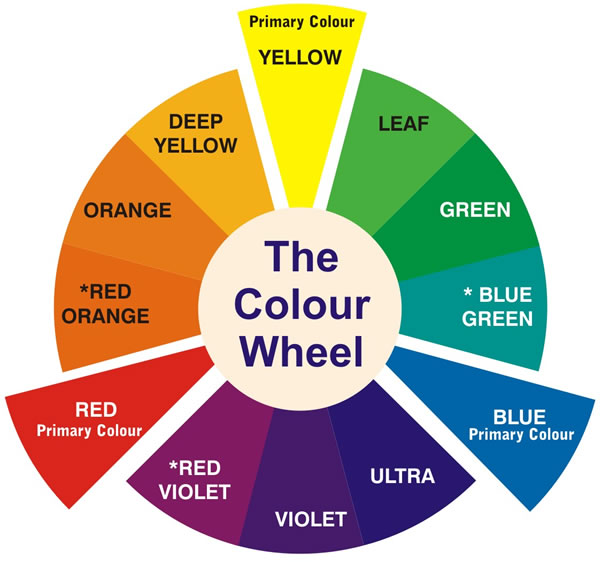 Primary Colour
YELLOW
LEAF
GREEN
* BLUE
GREEN
BLUE
Primary Colour
ULTRA
VIOLET
*RED
VIOLET
RED
Primary Colour
*RED
ORANGE
ORANGE
DEEP
YELLOW
The
Colour
Wheel